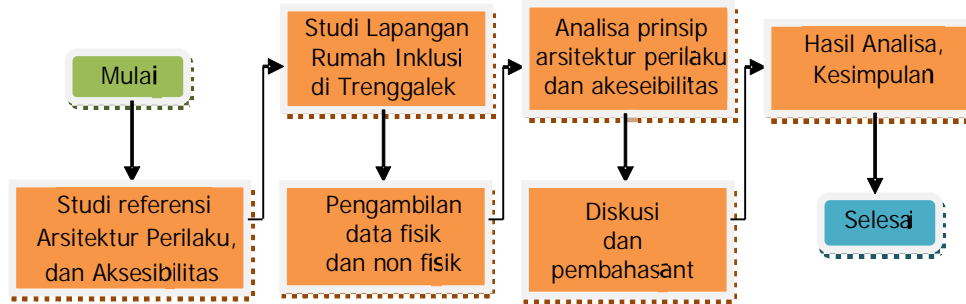 Mulai
Studi referensi
Arsitektur Perilaku,
dan Aksesibilitas
Studi Lapangan
Rumah Inklusi
di Trenggalek
Pengambilan
data fisik
dan non fisik
Analisa prinsip
arsitektur perilaku
dan akeseibilitas
Diskusi
dan
pembahasant
Hasil Analisa,
Kesimpulan
Selesai